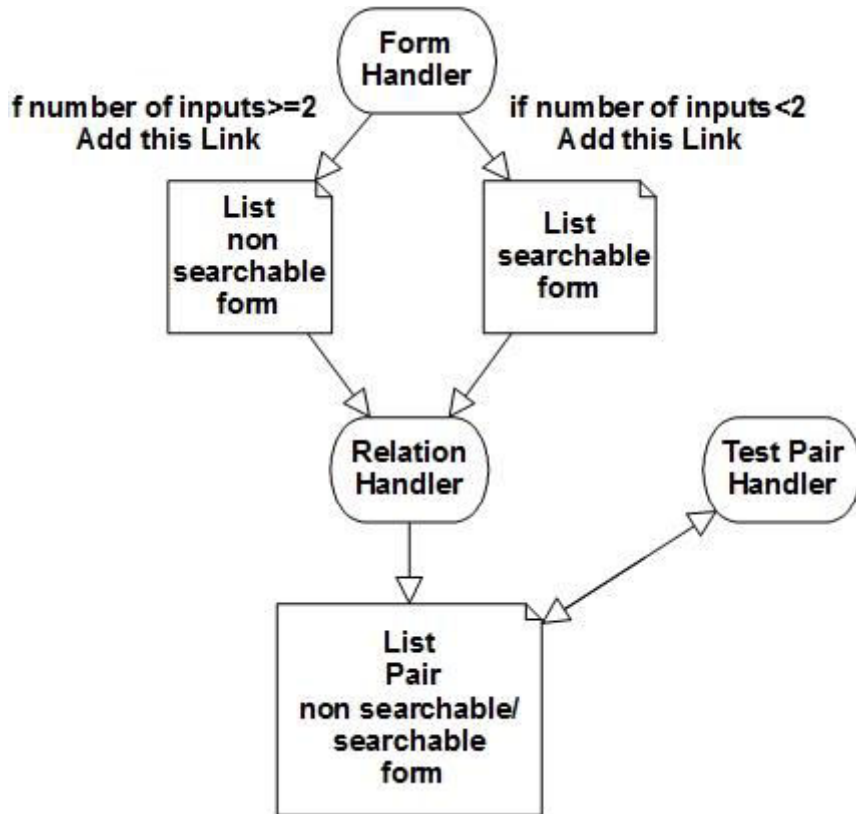 Form
Handler
f number of inputs>=2
Add this Link
if number of inputs<2
Add this Link
List
non
searchable
form
List
searchable
form
Relation
Handler
Test Pair
Handler
List
Pair
non searchable/
searchable
form